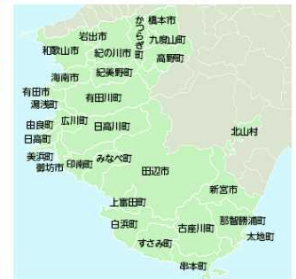 橋本市
かつらぎ町
岩出市
九度山町
和歌山市
紀の川市
高野町
紀美野町
海南市
有田市
有田川町
湯浅町
広川町
由良町
日高川町
北山村
日高町
美浜町
みなべ町
印南町
御坊市
田辺市
新宮市
上富田町
那智勝浦町
白浜町
古座川町
太地町
すさみ町
串本町